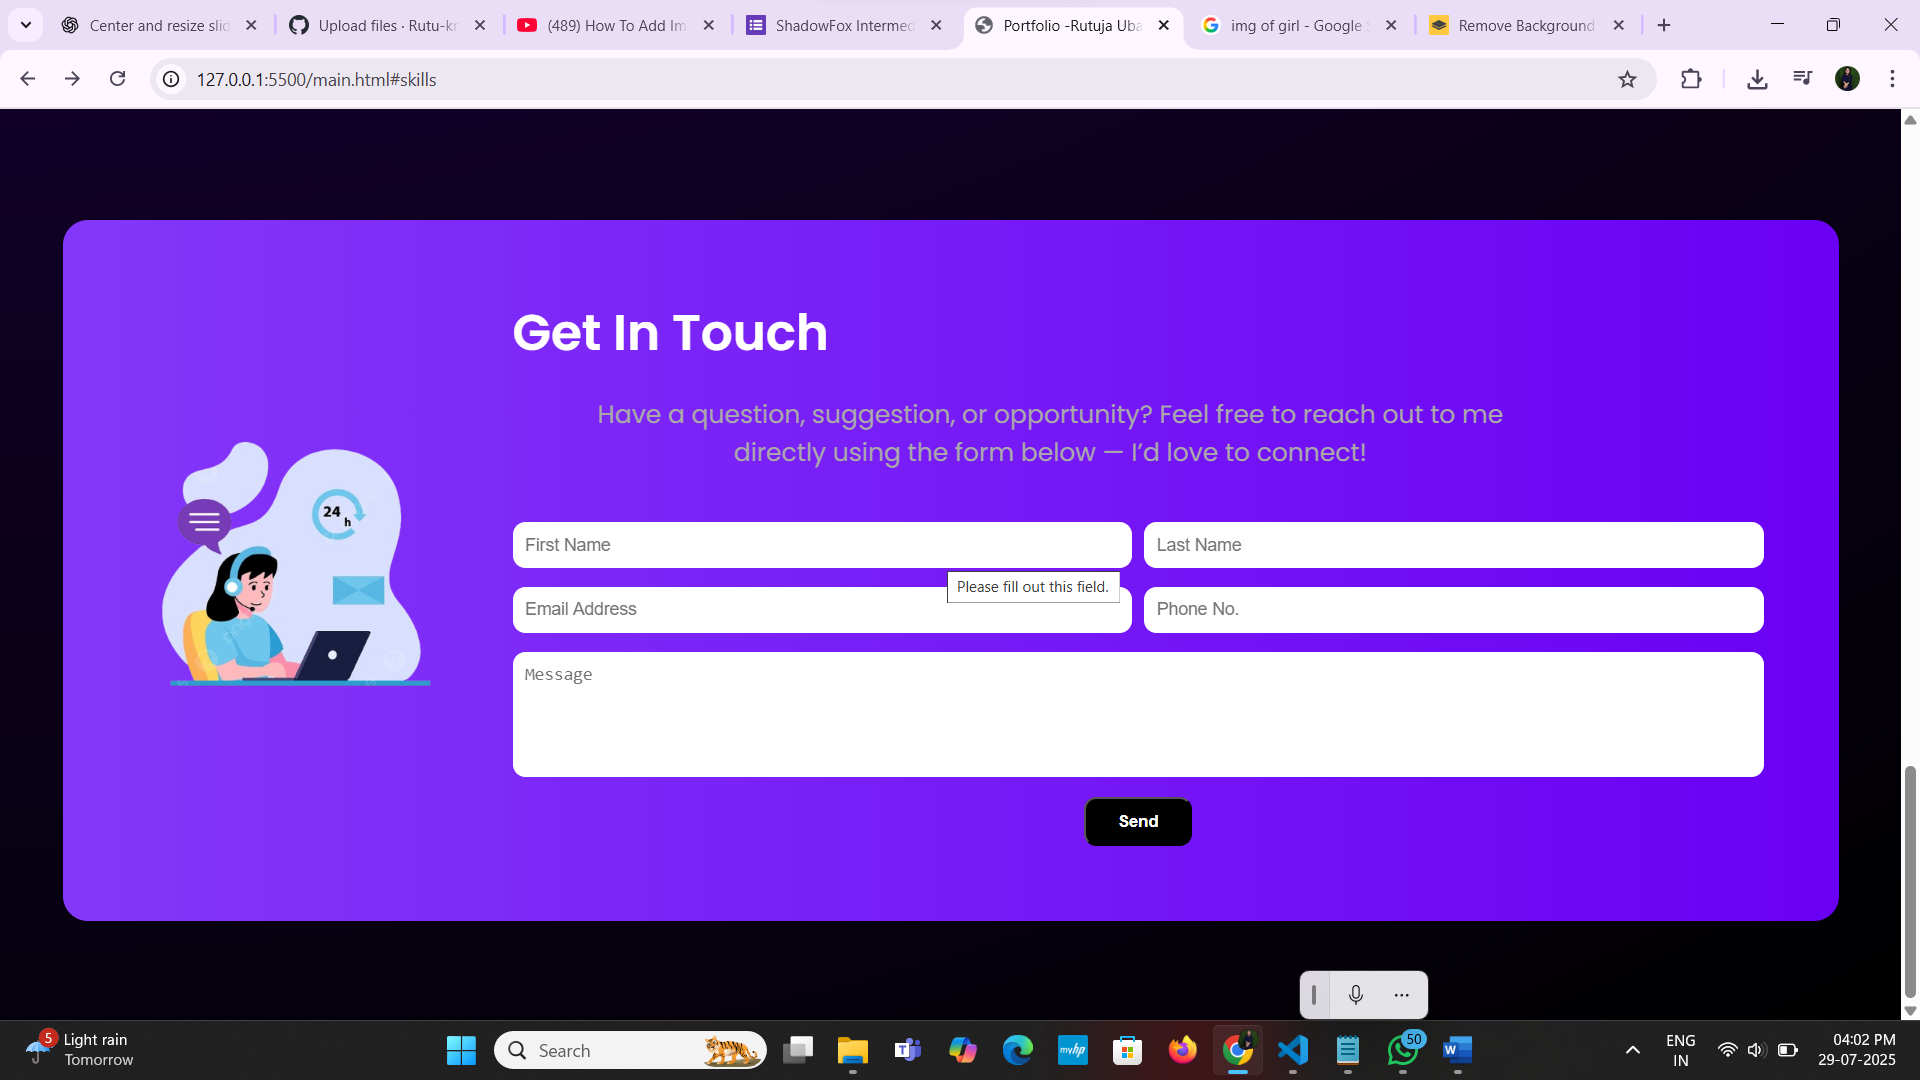 Center and resize slid
Upload files · Rutu-kr
(489) How To Add Im
ShadowFox Intermed
Portfolio -Rutuja Uba
img of girl - Google S
Remove Background
127.0.0.1:5500/main.html#skills
Get In Touch
Have a question, suggestion, or opportunity? Feel free to reach out to me
directly using the form below — I’d love to connect!
24
h
First Name
Last Name
Please fill out this field.
Email Address
Phone No.
Message
Send
5
Light rain
Tomorrow
Search
myhp
50
ENG
IN
04:02 PM
29-07-2025